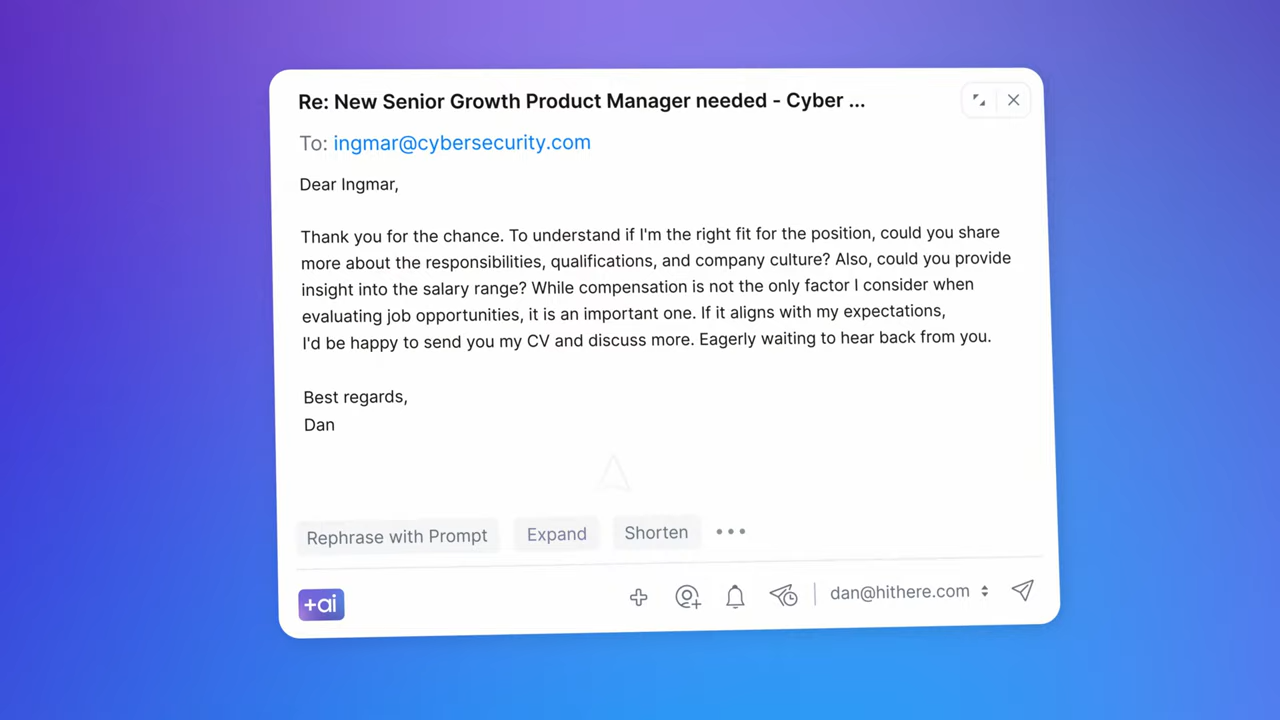 Re: New Senior Growth Product Manager needed - Cyber ...
To: ingmar@cybersecurity.com
Dear Ingmar,
Thank you for the chance. To understand if I'm the right fit for the position, could you share
more about the responsibilities, qualifications, and company culture? Also, could you provide
insight into the salary range? While compensation is not the only factor I consider when
evaluating job opportunities, it is an important one. If it aligns with my expectations,
I'd be happy to send you my CV and discuss more. Eagerly waiting to hear back from you.
Best regards,
Dan
Rephrase with Prompt Expand Shorten •••
+ai dan@hithere.com